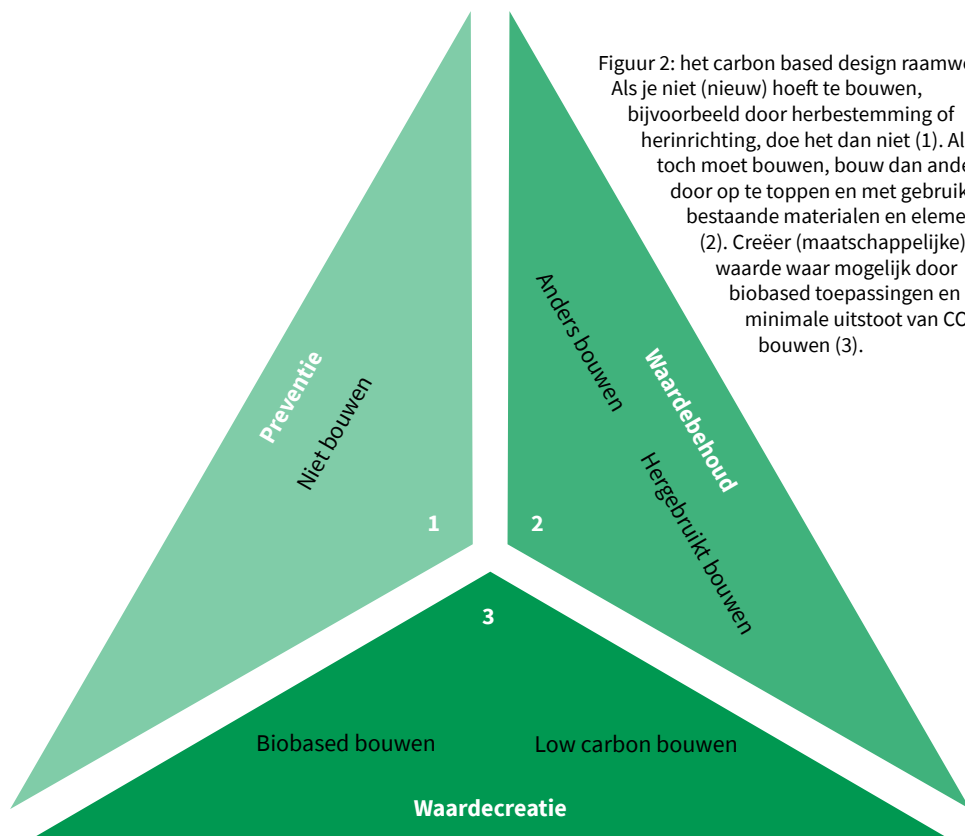 Figuur 2: het carbon based design
Als je niet (nieuw) hoeft te bouwen,
bijvoorbeeld door herbestemming of
herinrichting, doe het dan niet (1).
toch moet bouwen, bouw dan
door op te toppen en met gebruik
bestaande materialen en
(2). Creëer (maatschappelijke)
waarde waar mogelijk door
biobased toepassingen en
minimale uitstoot van
bouwen (3).
Preventie
Niet bouwen
1
Anders bouwen
Waardebehoud
Hergebruikt bouwen
2
3
Biobased bouwen
Low carbon bouwen
Waardecreatie